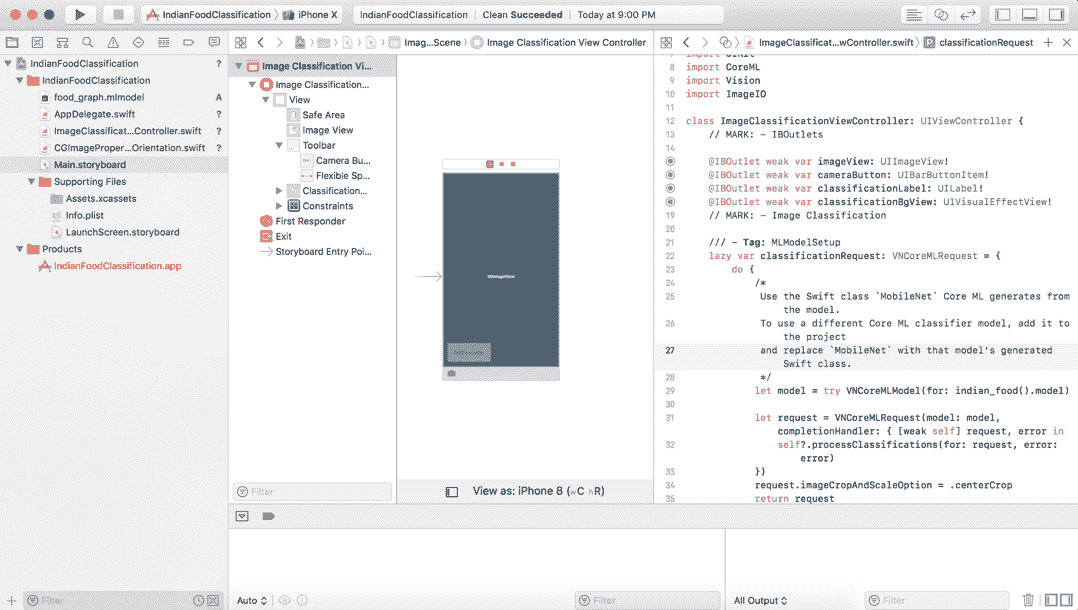 IndianFoodClassification
iPhone X
IndianFoodClassification
Clean Succeeded
Today at 9:00 PM
Imag...Scene
Image Classification View Controller
ImageClassificat...wController.swift
classificationRequest
IndianFoodClassification
?
IndianFoodClassification
food_graph.mlmodel
A
AppDelegate.swift
?
ImageClassificat...Controller.swift
?
CGImageProper...Orientation.swift
?
Main.storyboard
Supporting Files
Assets.xcassets
Info.plist
LaunchScreen.storyboard
Products
IndianFoodClassification.app
Image Classification Vi...
Image Classification...
View
Safe Area
Image View
Toolbar
Camera Bu...
Flexible Sp...
Classification...
Constraints
First Responder
Exit
Storyboard Entry Poi...
Filter
UIImageView
View as: iPhone 8 (wC hR)
8 import CoreML
9 import Vision
10 import ImageIO
11
12 class ImageClassificationViewController: UIViewController {
13 // MARK: - IBOutlets
14
@IBOutlet weak var imageView: UIImageView!
@IBOutlet weak var cameraButton: UIBarButtonItem!
@IBOutlet weak var classificationLabel: UILabel!
@IBOutlet weak var classificationBgView: UIVisualEffectView!
19 // MARK: - Image Classification
20
21 /// - Tag: MLModelSetup
22 lazy var classificationRequest: VNCoreMLRequest = {
23 do {
24 /*
25 Use the Swift class `MobileNet` Core ML generates from
the model.
26 To use a different Core ML classifier model, add it to
the project
27 and replace `MobileNet` with that model's generated
Swift class.
28 */
29 let model = try VNCoreMLModel(for: indian_food().model)
30
31 let request = VNCoreMLRequest(model: model,
completionHandler: { [weak self] request, error in
32 self?.processClassifications(for: request, error:
error)
33 })
34 request.imageCropAndScaleOption = .centerCrop
35 return request
Filter
Auto
Filter
All Output
Filter